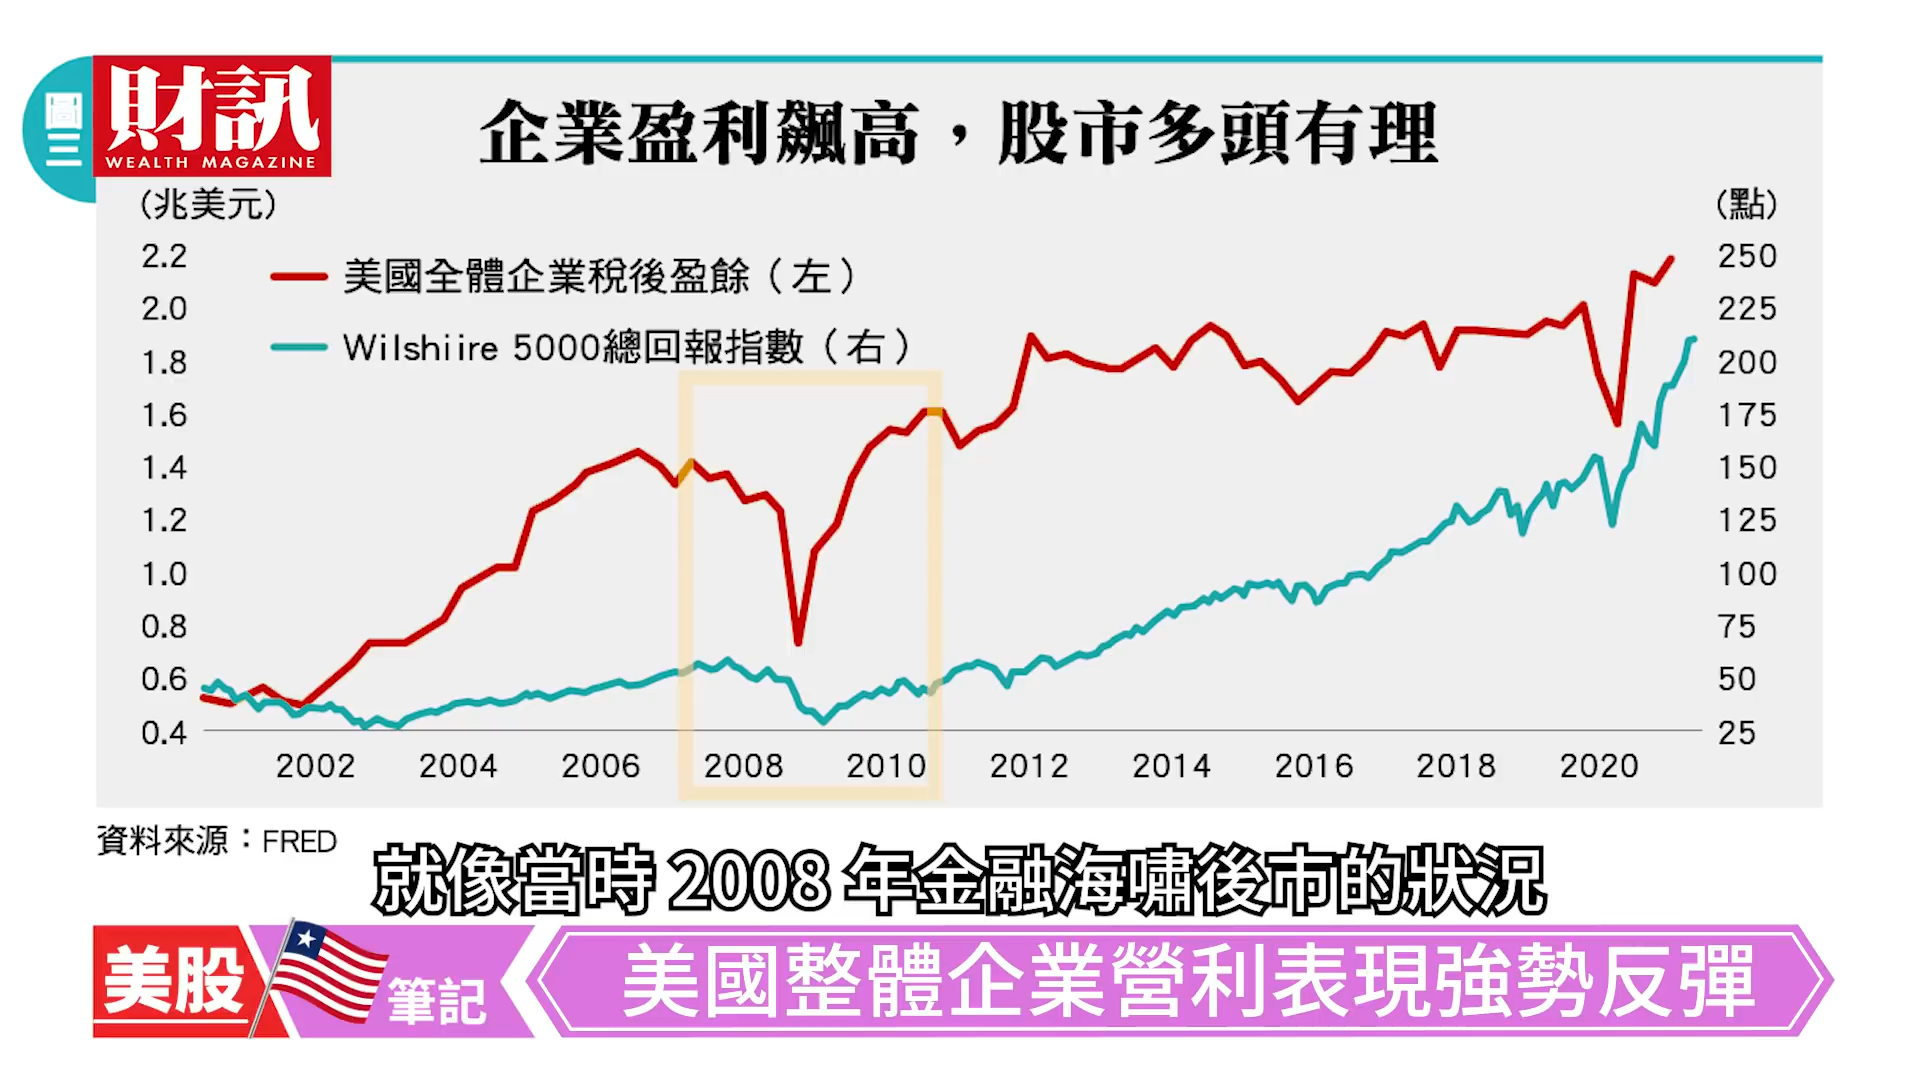 圖三
財訊
WEALTH MAGAZINE
企業盈利飆高，股市多頭有理
(兆美元)
(點)
2.2
2.0
1.8
1.6
1.4
1.2
1.0
0.8
0.6
0.4
美國全體企業稅後盈餘（左）
Wilshiire 5000總回報指數（右）
250
225
200
175
150
125
100
75
50
25
2002 2004 2006 2008 2010 2012 2014 2016 2018 2020
資料來源：FRED
就像當時 2008 年金融海嘯後市的狀況
美股
筆記
美國整體企業營利表現強勢反彈